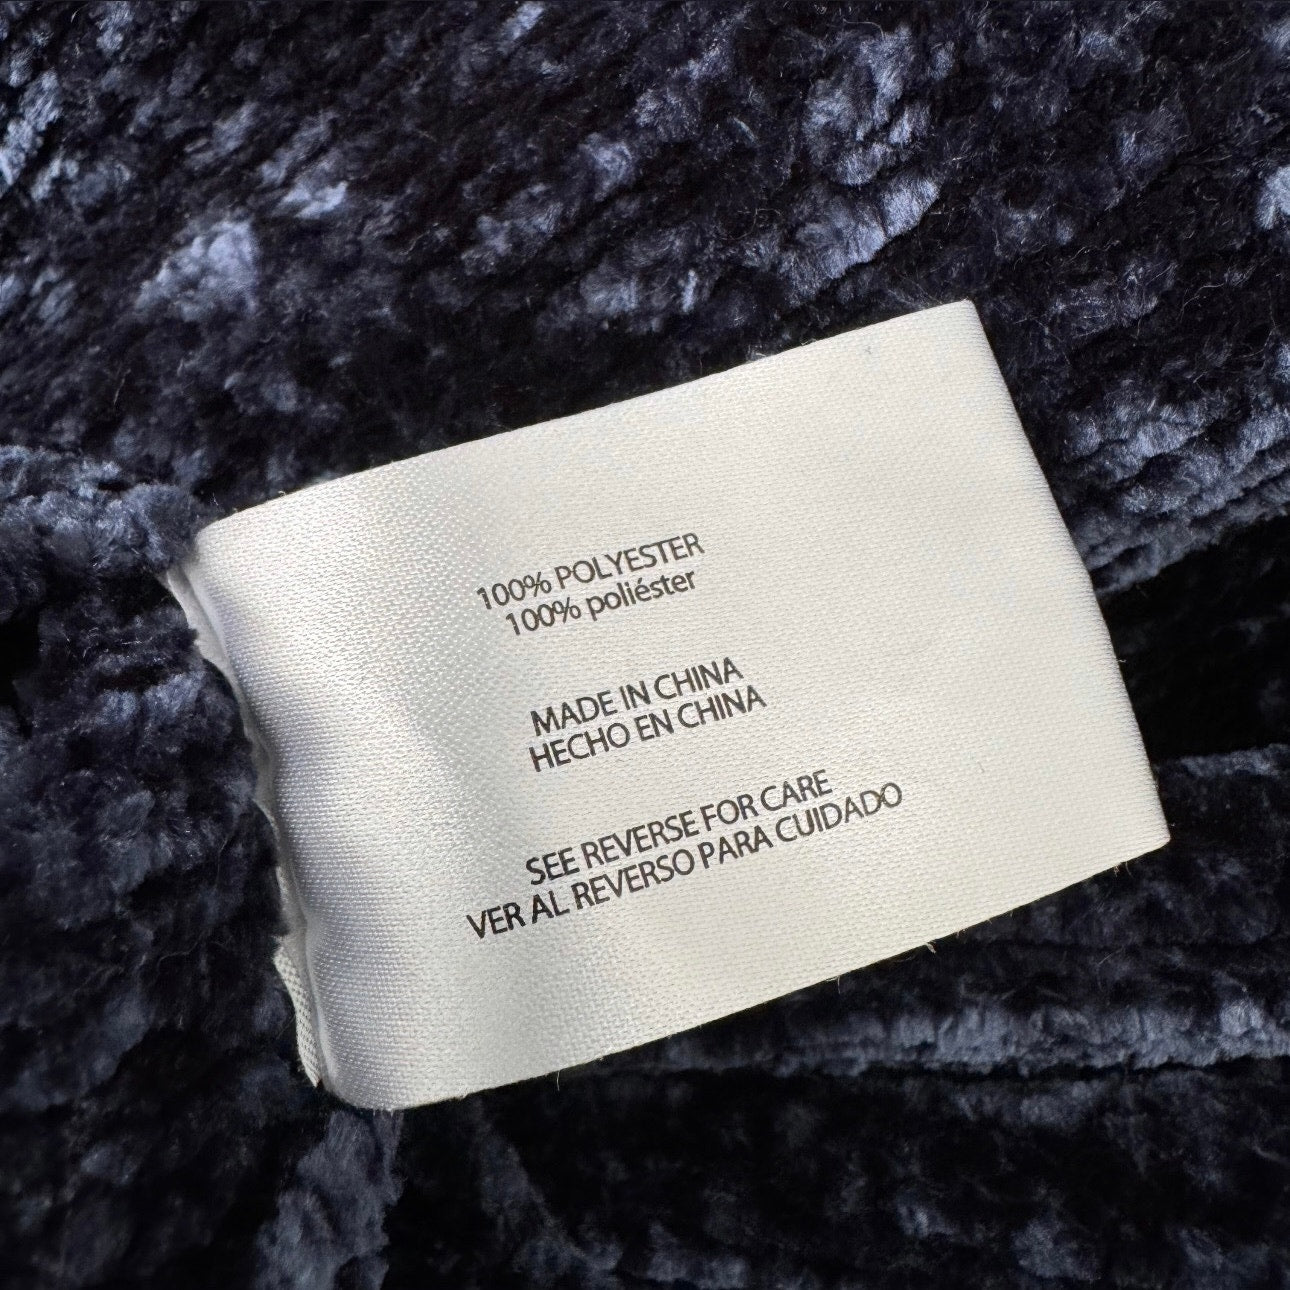 100% POLYESTER
100% poliéster
MADE IN CHINA
HECHO EN CHINA
SEE REVERSE FOR CARE
VER AL REVERSO PARA CUIDADO